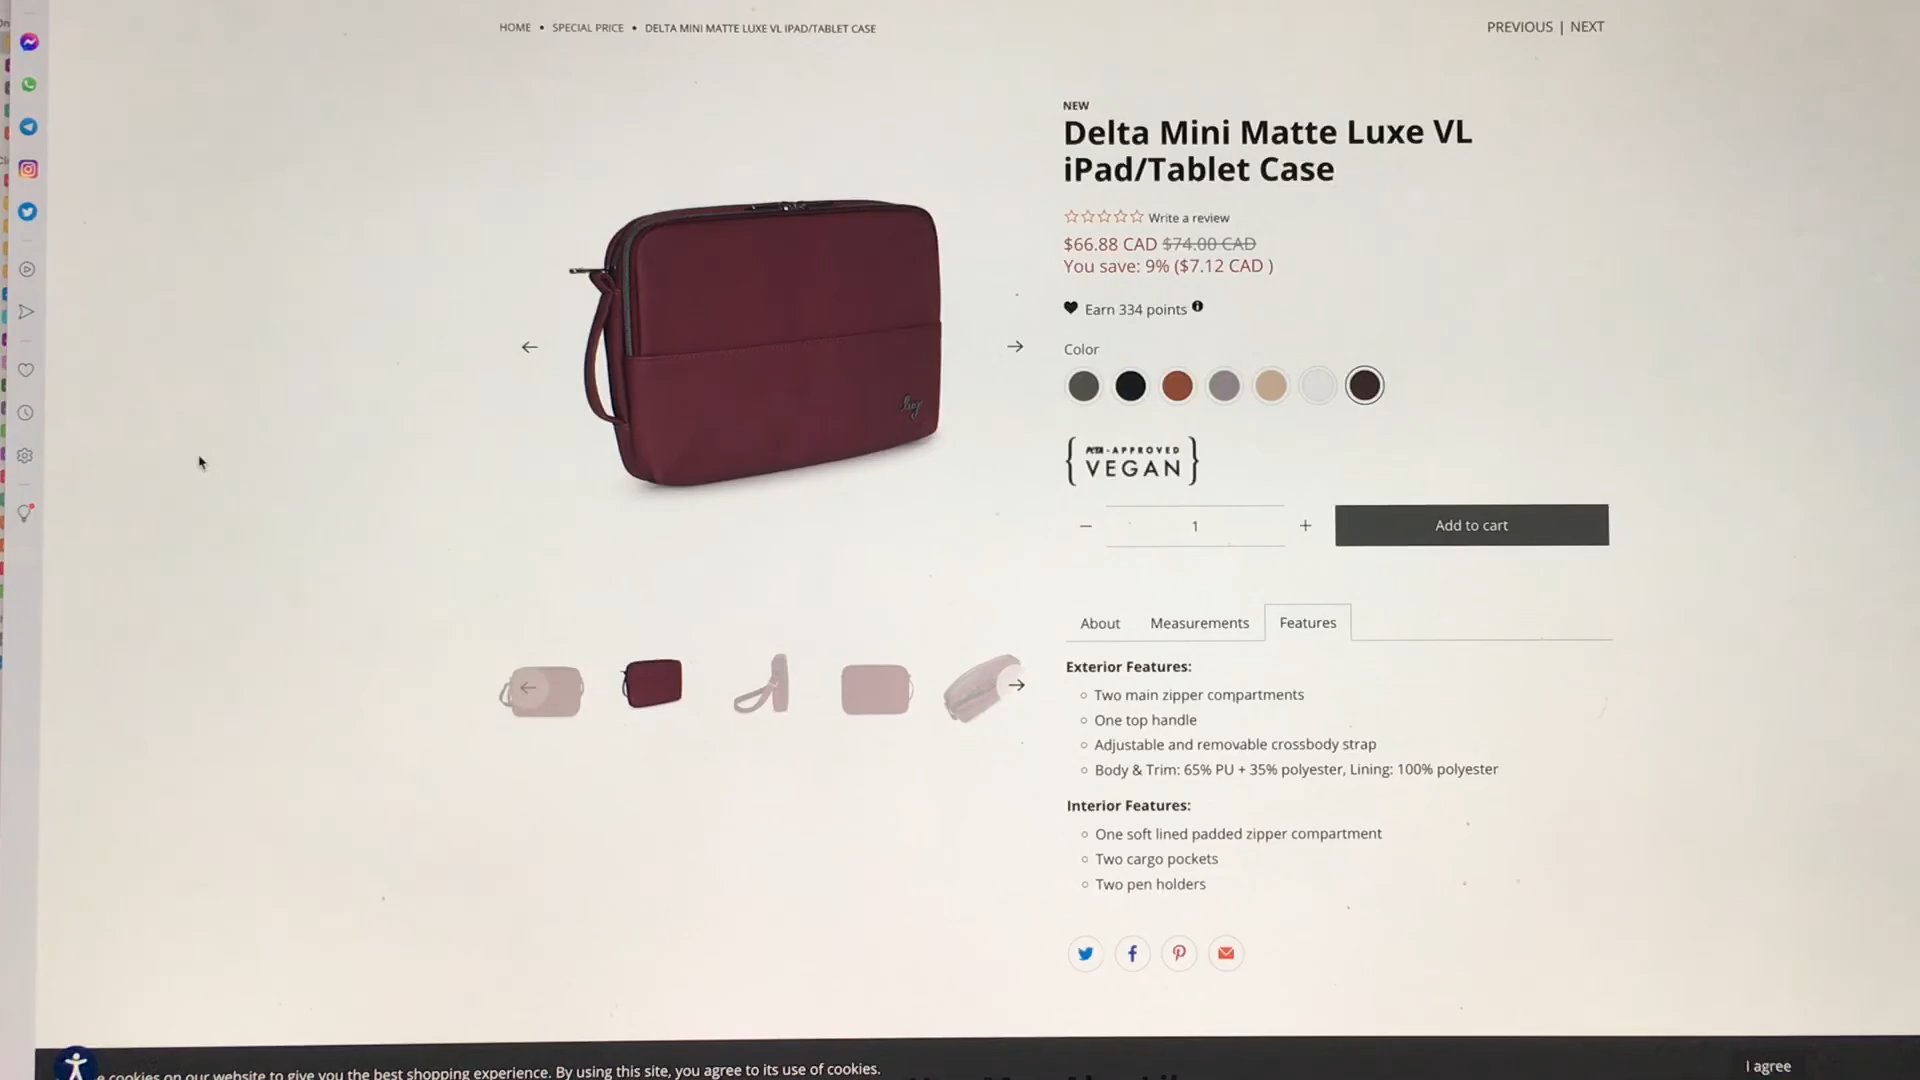 HOME • SPECIAL PRICE • DELTA MINI MATTE LUXE VL IPAD/TABLET CASE
PREVIOUS | NEXT
NEW
Delta Mini Matte Luxe VL
iPad/Tablet Case
Write a review
$66.88 CAD $74.00 CAD
You save: 9% ($7.12 CAD )
Earn 334 points
Color
lug
PETA-APPROVED
VEGAN
1
Add to cart
About Measurements Features
Exterior Features:
Two main zipper compartments
One top handle
Adjustable and removable crossbody strap
Body & Trim: 65% PU + 35% polyester, Lining: 100% polyester
Interior Features:
One soft lined padded zipper compartment
Two cargo pockets
Two pen holders
cookies on our website to give you the best shopping experience. By using this site, you agree to its use of cookies.
I agree